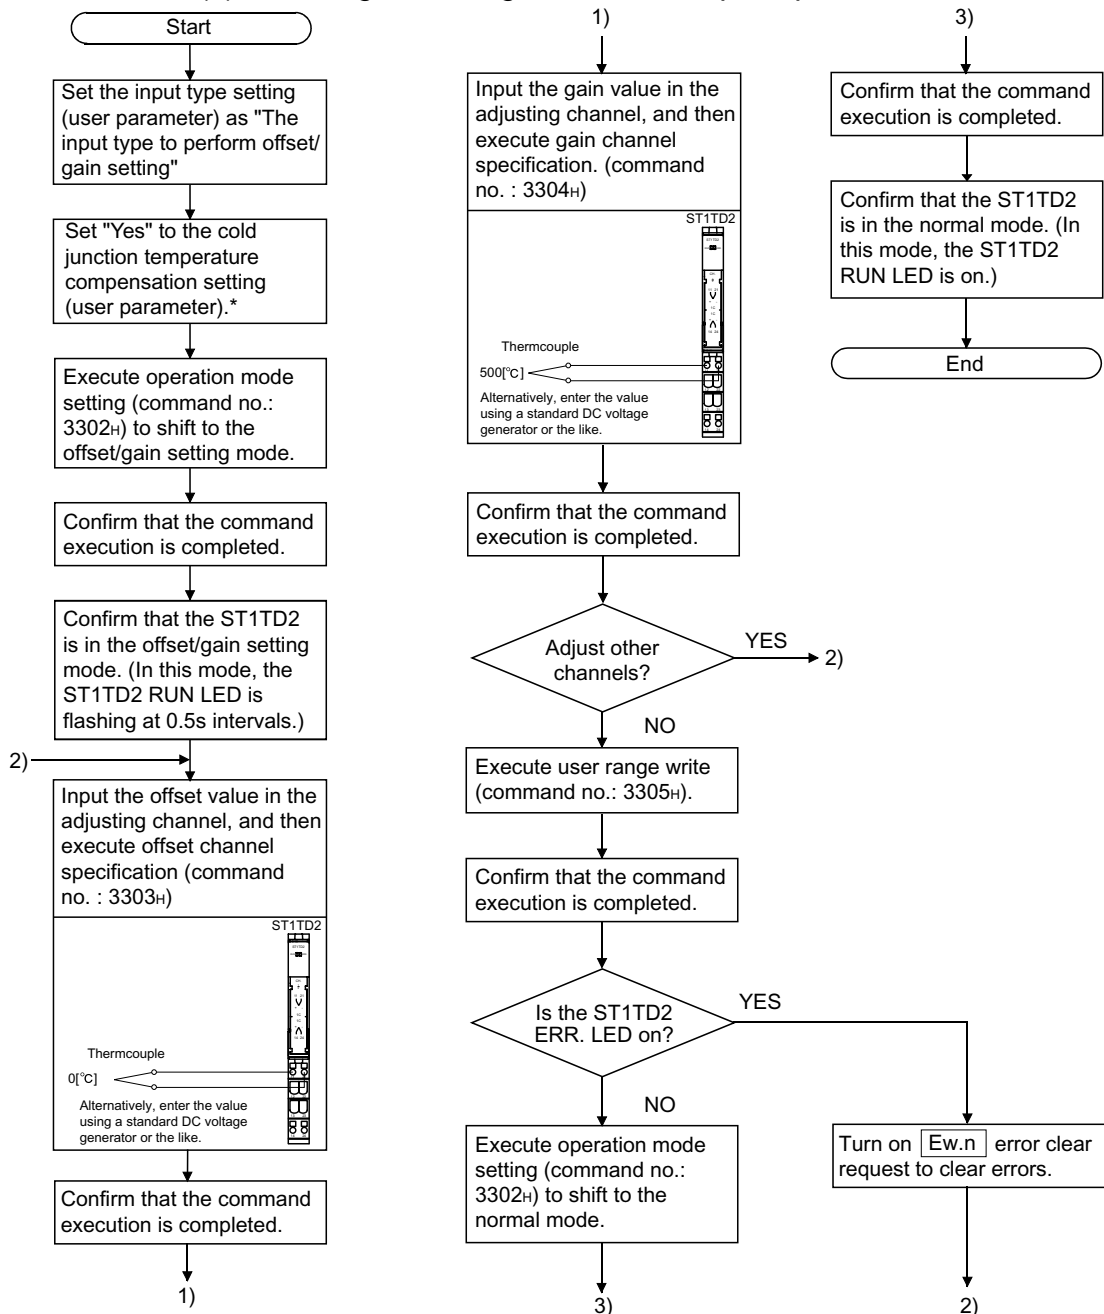 Start
Set the input type setting
(user parameter) as "The
input type to perform offset/
gain setting"
Set "Yes" to the cold
junction temperature
compensation setting
(user parameter).*
Execute operation mode
setting (command no.:
3302H) to shift to the
offset/gain setting mode.
Confirm that the command
execution is completed.
Confirm that the ST1TD2
is in the offset/gain setting
mode. (In this mode, the
ST1TD2 RUN LED is
flashing at 0.5s intervals.)
2)
Input the offset value in the
adjusting channel, and then
execute offset channel
specification (command
no. : 3303H)
ST1TD2
Thermcouple
0[°C]
Alternatively, enter the value
using a standard DC voltage
generator or the like.
Confirm that the command
execution is completed.
1)
1)
Input the gain value in the
adjusting channel, and then
execute gain channel
specification. (command
no. : 3304H)
ST1TD2
Thermcouple
500[°C]
Alternatively, enter the value
using a standard DC voltage
generator or the like.
Confirm that the command
execution is completed.
Adjust other
channels?
YES
2)
NO
Execute user range write
(command no.: 3305H).
Confirm that the command
execution is completed.
Is the ST1TD2
ERR. LED on?
YES
NO
Execute operation mode
setting (command no.:
3302H) to shift to the
normal mode.
3)
3)
Confirm that the command
execution is completed.
Confirm that the ST1TD2
is in the normal mode. (In
this mode, the ST1TD2
RUN LED is on.)
End
Turn on Ew.n error clear
request to clear errors.
2)